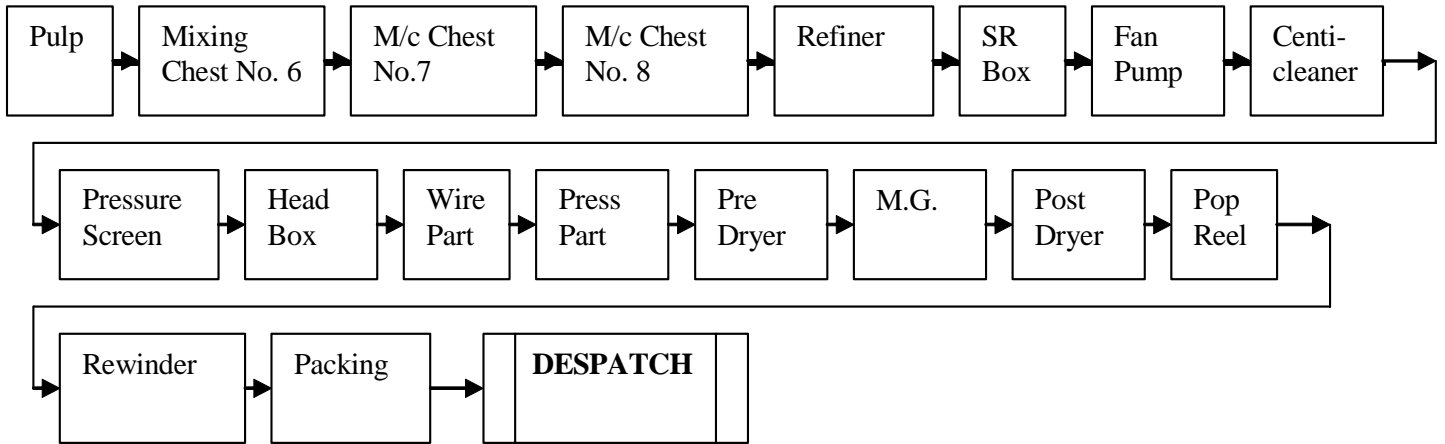 Pulp
Mixing
Chest No. 6
M/c Chest
No.7
M/c Chest
No. 8
Refiner
SR
Box
Fan
Pump
Centi-
cleaner
Pressure
Screen
Head
Box
Wire
Part
Press
Part
Pre
Dryer
M.G.
Post
Dryer
Pop
Reel
Rewinder
Packing
DESPATCH